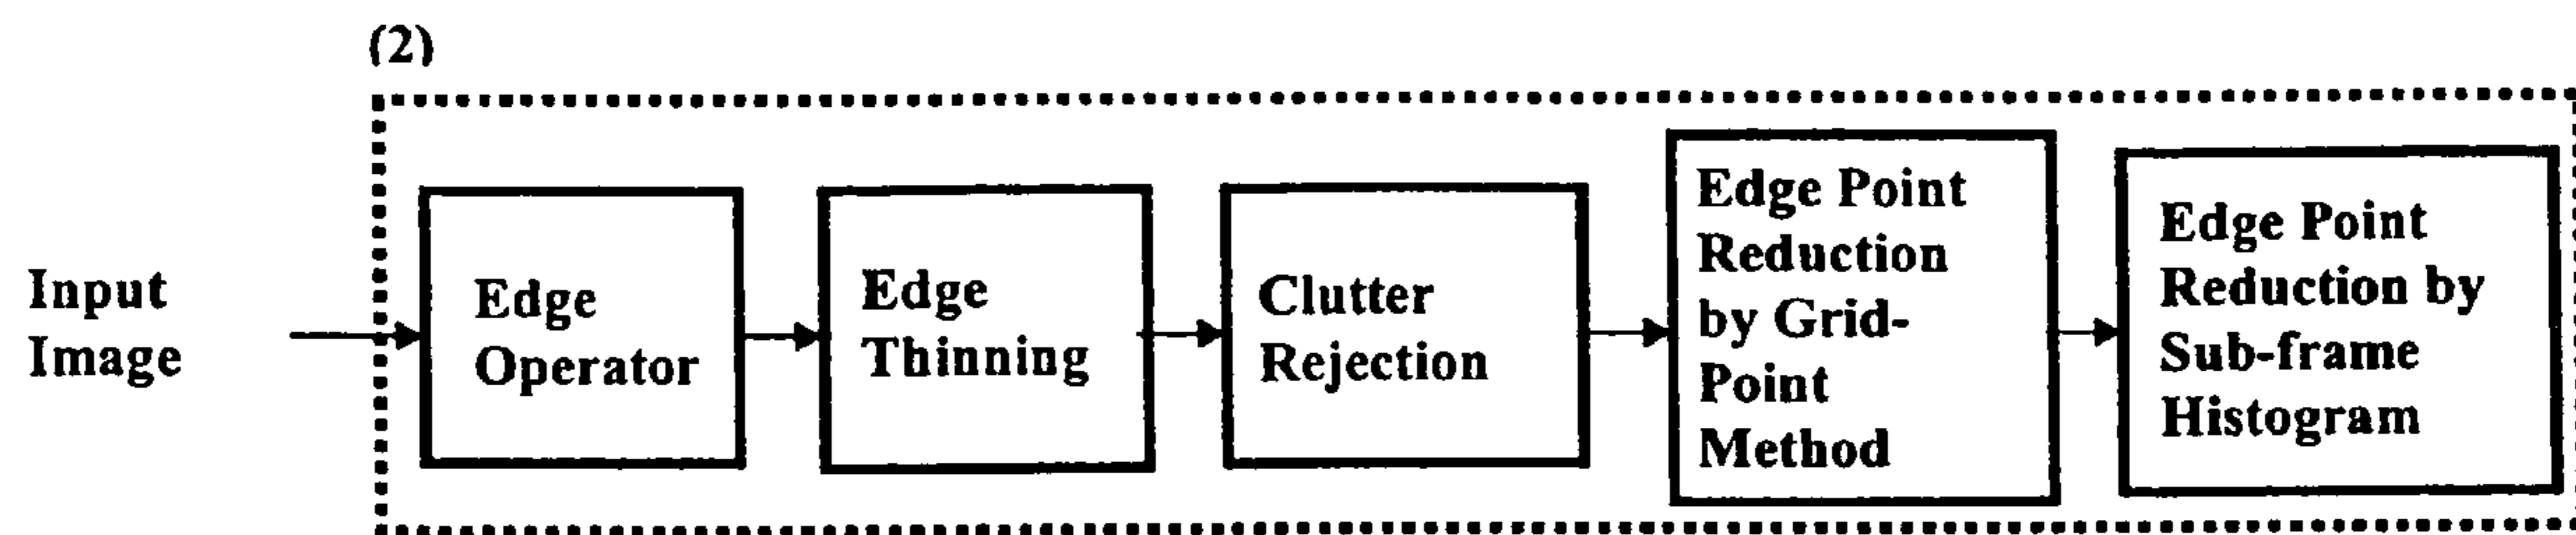 (2)
Input
Image
Edge
Operator
Edge
Thinning
Clutter
Rejection
Edge Point
Reduction
by Grid-
Point
Method
Edge Point
Reduction by
Sub-frame
Histogram